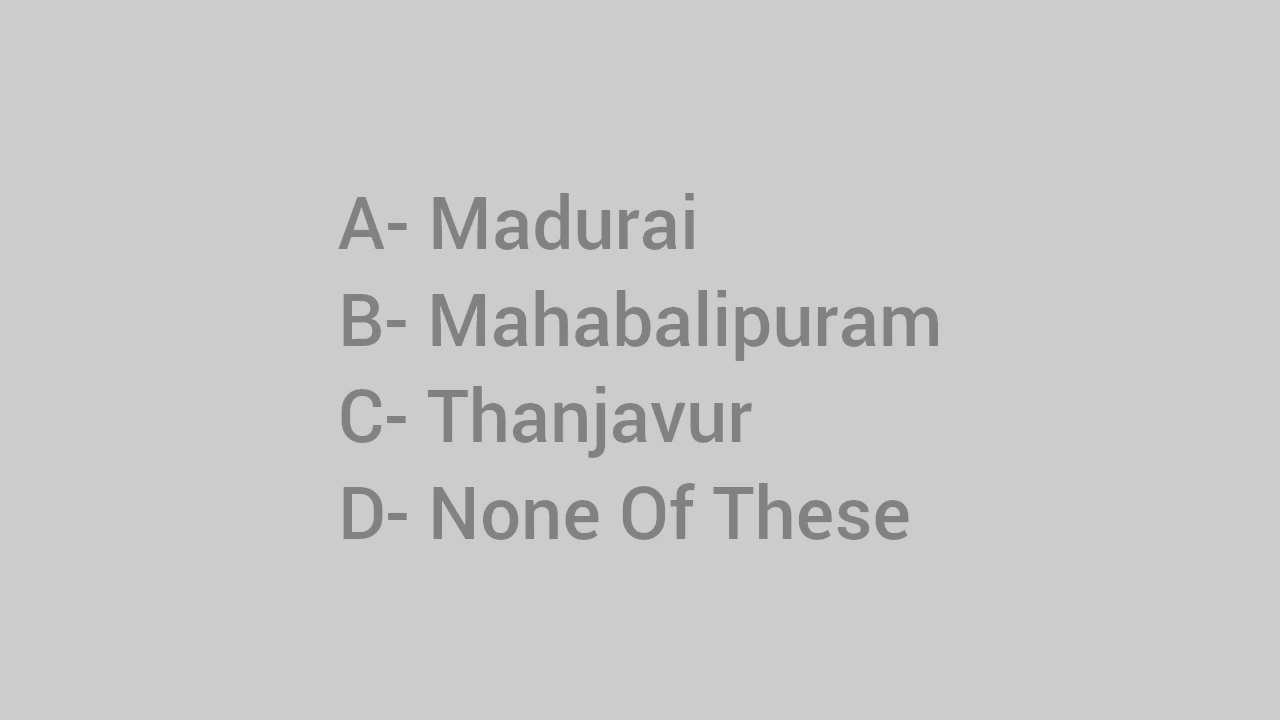 A- Madurai
B- Mahabalipuram
C- Thanjavur
D- None Of These